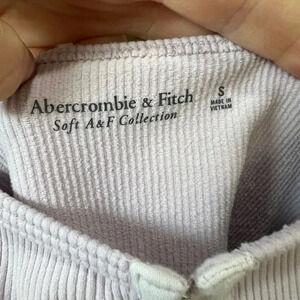 Abercrombie & Fitch
Soft A&F Collection
S
MADE IN
VIETNAM